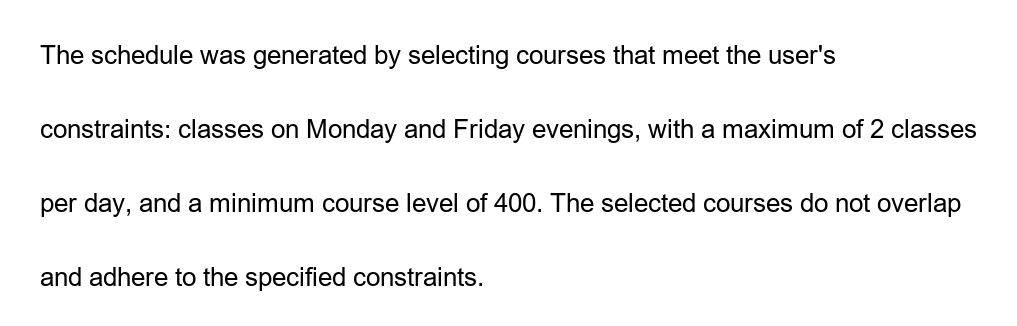 The schedule was generated by selecting courses that meet the user's
constraints: classes on Monday and Friday evenings, with a maximum of 2 classes
per day, and a minimum course level of 400. The selected courses do not overlap
and adhere to the specified constraints.